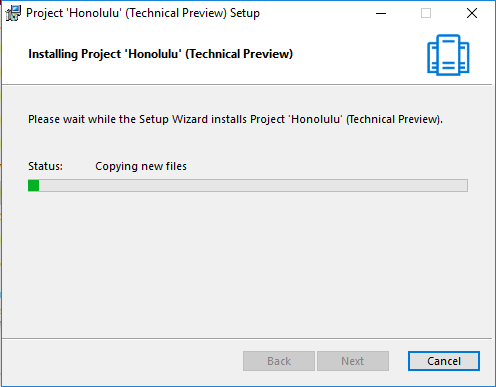 Project 'Honolulu' (Technical Preview) Setup
Installing Project 'Honolulu' (Technical Preview)
Please wait while the Setup Wizard installs Project 'Honolulu' (Technical Preview).
Status: Copying new files
Back Next Cancel